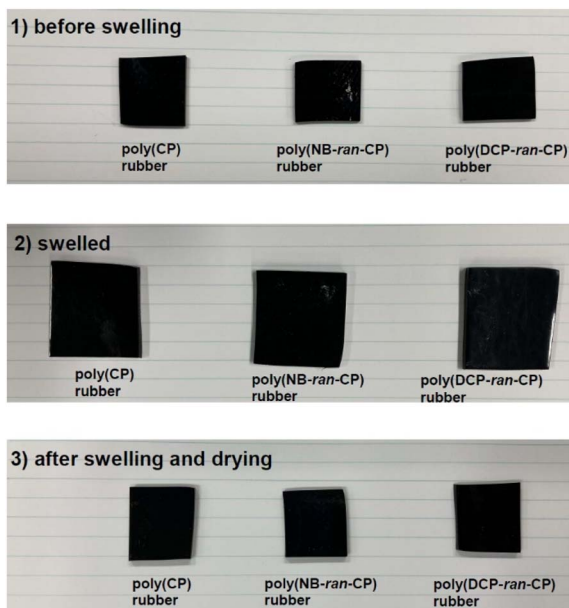 1) before swelling
poly(CP)
rubber
poly(NB-ran-CP)
rubber
poly(DCP-ran-CP)
rubber
2) swelled
poly(CP)
rubber
poly(NB-ran-CP)
rubber
poly(DCP-ran-CP)
rubber
3) after swelling and drying
poly(CP)
rubber
poly(NB-ran-CP)
rubber
poly(DCP-ran-CP)
rubber